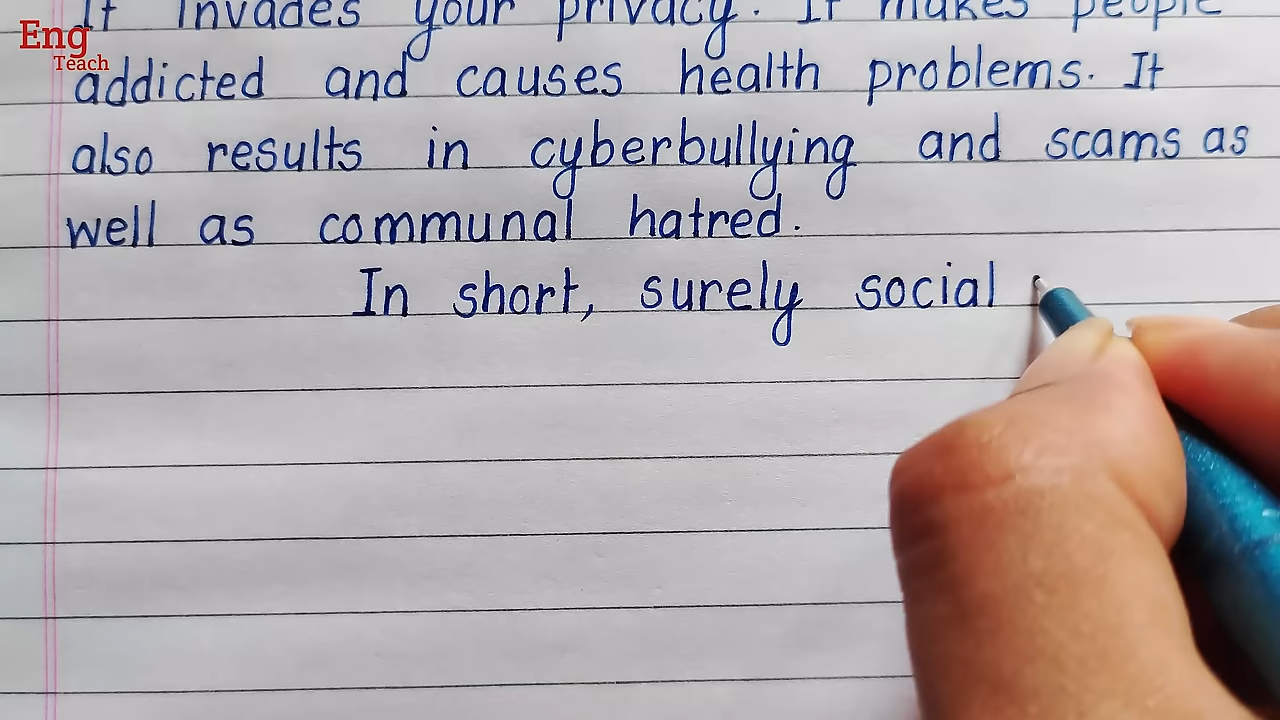 It invades your privacy. It makes people
Eng
Teach
addicted and causes health problems. It
also results in cyberbullying and scams as
well as communal hatred.
In short, surely social